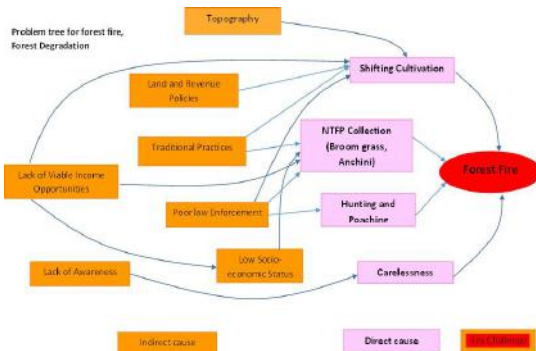 Problem tree for forest fire,
Forest Degradation
Topography
Shifting Cultivation
Land and Revenue
Policies
Traditional Practices
NTFP Collection
(Broom grass,
Anchini)
Lack of Viable Income
Opportunities
Forest Fire
Poor law Enforcement
Hunting and
Poachine
Low Socio-
economic Status
Lack of Awareness
Carelessness
Indirect cause
Direct cause